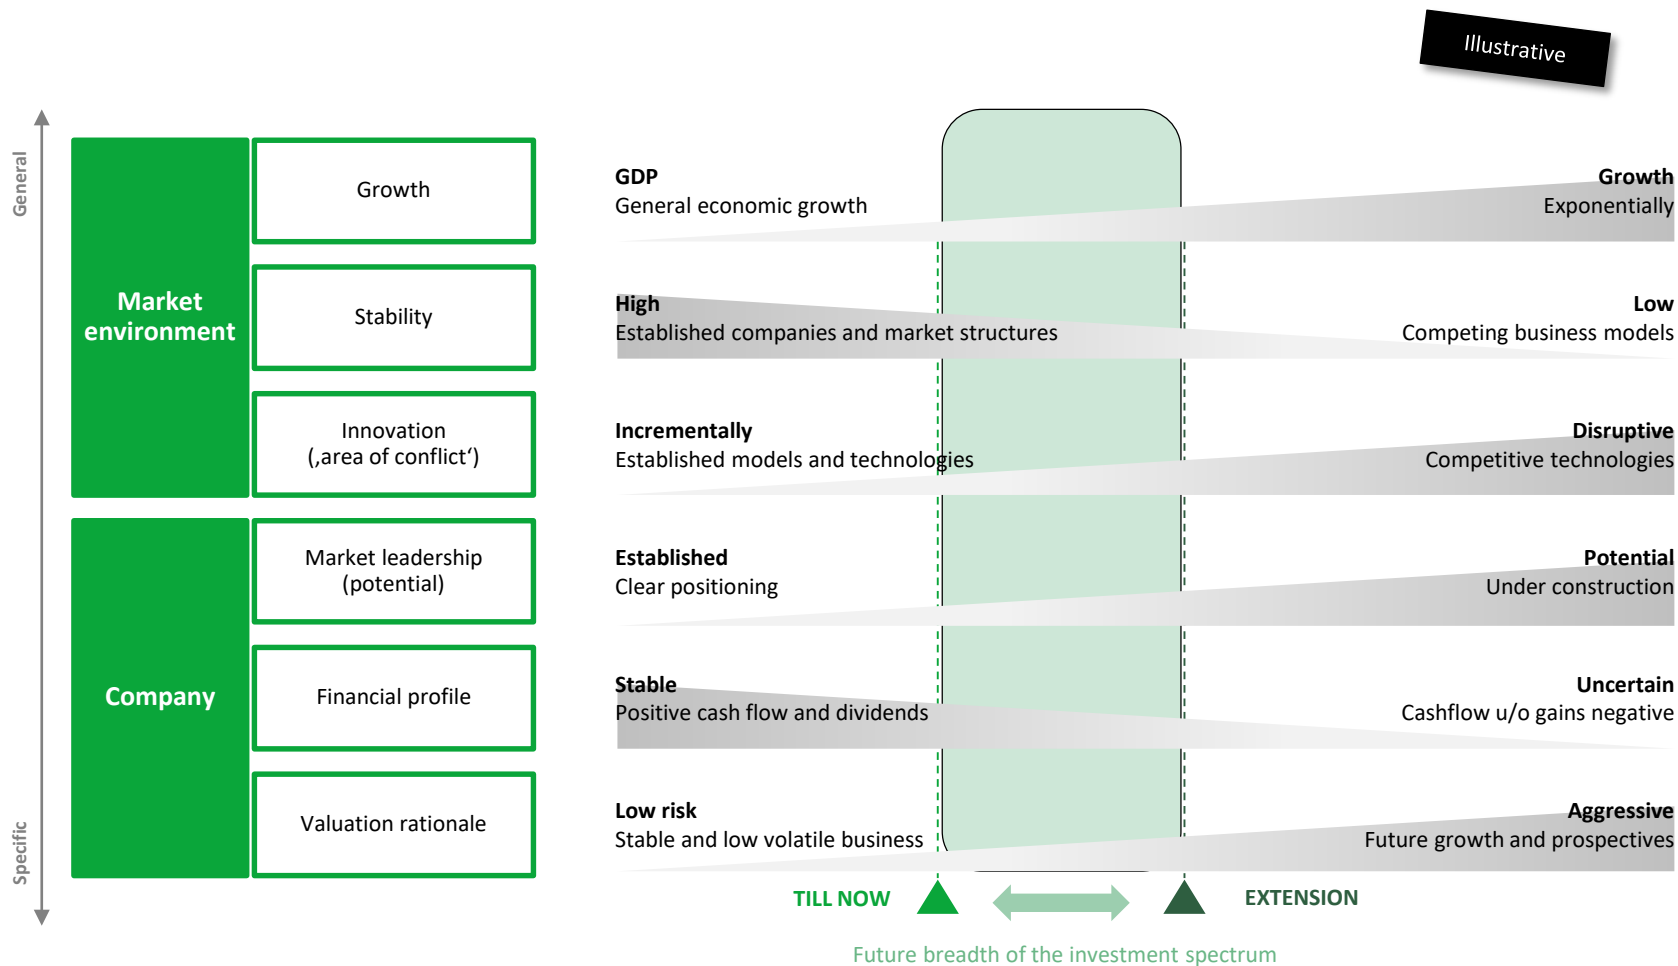 Illustrative
General
Market
environment
Growth
GDP
General economic growth
Growth
Exponentially
Stability
High
Established companies and market structures
Low
Competing business models
Innovation
(‚area of conflict‘)
Incrementally
Established models and technologies
Disruptive
Competitive technologies
Company
Market leadership
(potential)
Established
Clear positioning
Potential
Under construction
Financial profile
Stable
Positive cash flow and dividends
Uncertain
Cashflow u/o gains negative
Valuation rationale
Low risk
Stable and low volatile business
Aggressive
Future growth and prospectives
Specific
TILL NOW
EXTENSION
Future breadth of the investment spectrum